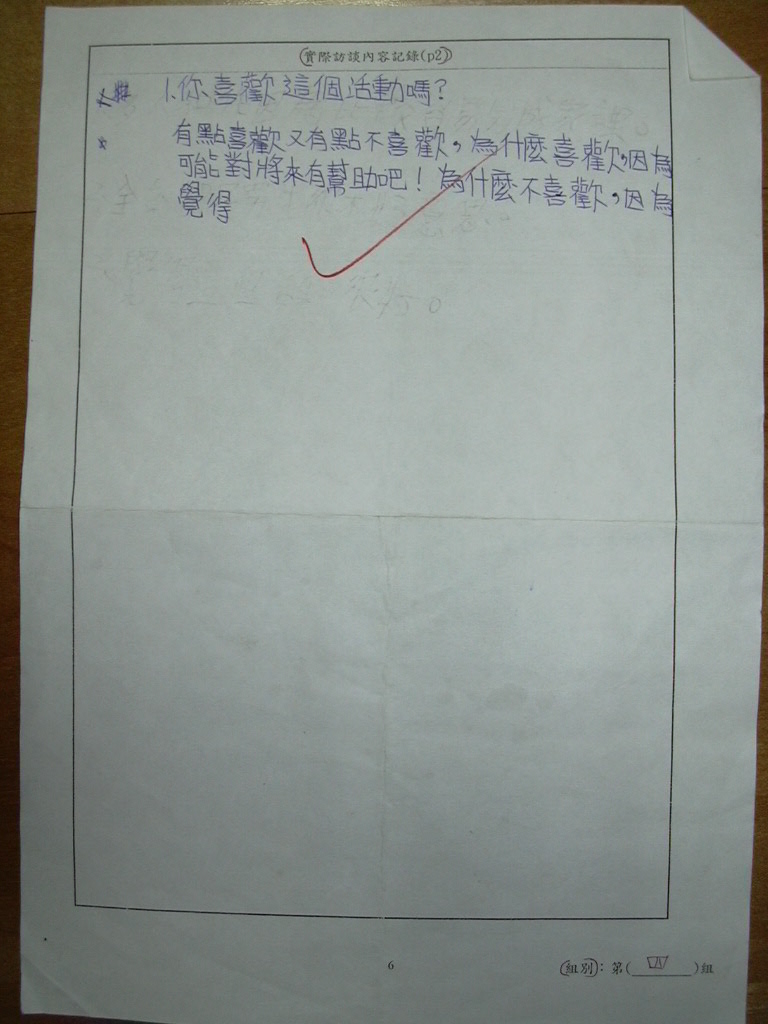 實際訪談內容記錄(p2)
1.你喜歡這個活動嗎?
有點喜歡又有點不喜歡,為什麼喜歡,因為
可能對將來有幫助吧!為什麼不喜歡,因為
覺得
6
組別:第(四)組